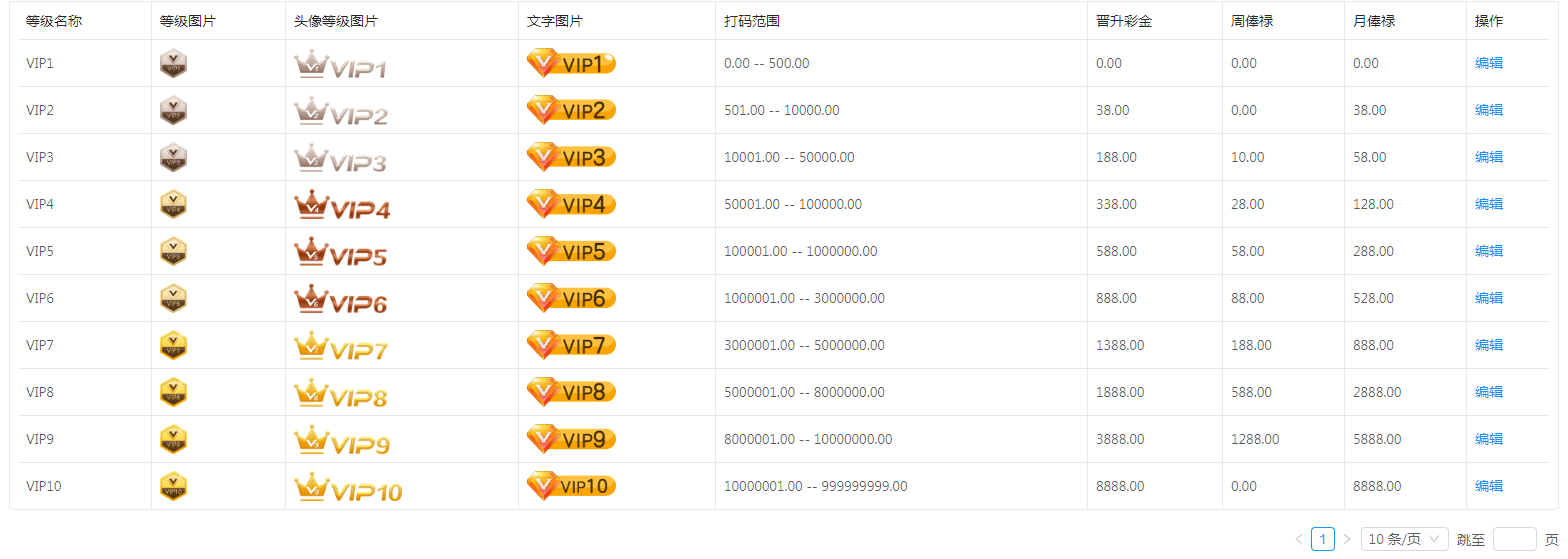 等级名称 等级图片 头像等级图片 文字图片 打码范围 晋升彩金 周俸禄 月俸禄 操作
VIP1 V VIP1 VIP1 VIP1 0.00 -- 500.00 0.00 0.00 0.00 编辑
VIP2 V VIP2 VIP2 501.00 -- 10000.00 38.00 0.00 38.00 编辑
VIP3 V VIP3 VIP3 VIP3 10001.00 -- 50000.00 188.00 10.00 58.00 编辑
VIP4 V VIP4 VIP4 50001.00 -- 100000.00 338.00 28.00 128.00 编辑
VIP5 V VIP5 VIP5 VIP5 100001.00 -- 1000000.00 588.00 58.00 288.00 编辑
VIP6 V VIP6 VIP6 1000001.00 -- 3000000.00 888.00 88.00 528.00 编辑
VIP7 V VIP7 VIP7 VIP7 3000001.00 -- 5000000.00 1388.00 188.00 888.00 编辑
VIP8 V VIP8 VIP8 5000001.00 -- 8000000.00 1888.00 588.00 2888.00 编辑
VIP9 V VIP9 VIP9 8000001.00 -- 10000000.00 3888.00 1288.00 5888.00 编辑
VIP10 V VIP10 VIP10 VIP10 10000001.00 -- 999999999.00 8888.00 0.00 8888.00 编辑
< 1 > 10 条/页 跳至 页